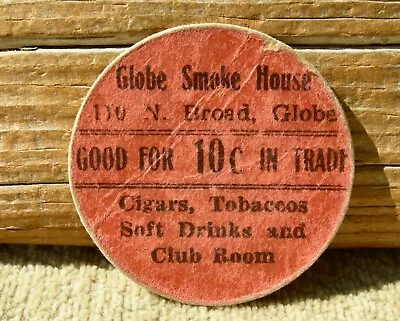 Globe Smoke House
110 N. Broad, Globe
GOOD FOR 10c IN TRADE
Cigars, Tobaccos
Soft Drinks and
Club Room